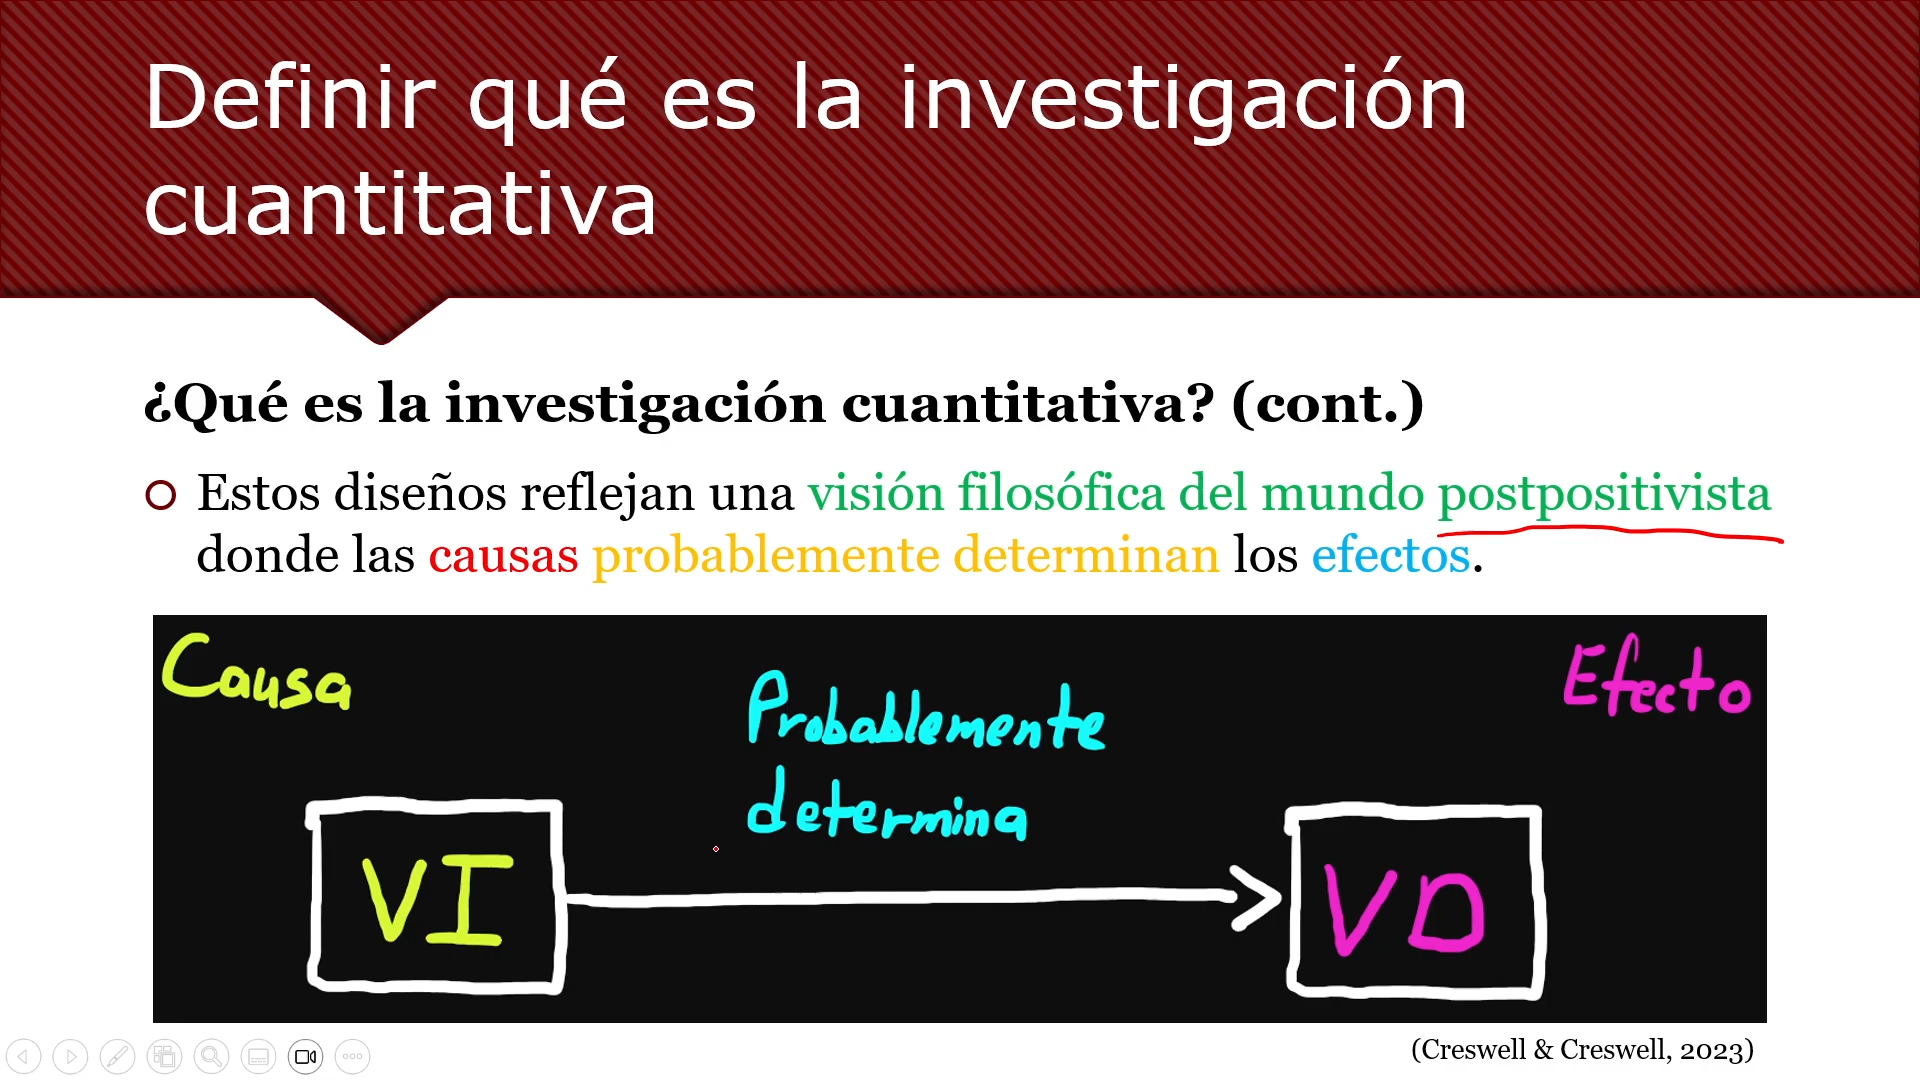 Definir qué es la investigación
cuantitativa
¿Qué es la investigación cuantitativa? (cont.)
Estos diseños reflejan una visión filosófica del mundo postpositivista
donde las causas probablemente determinan los efectos.
Causa
Efecto
Probablemente
determina
VI
VD
(Creswell & Creswell, 2023)